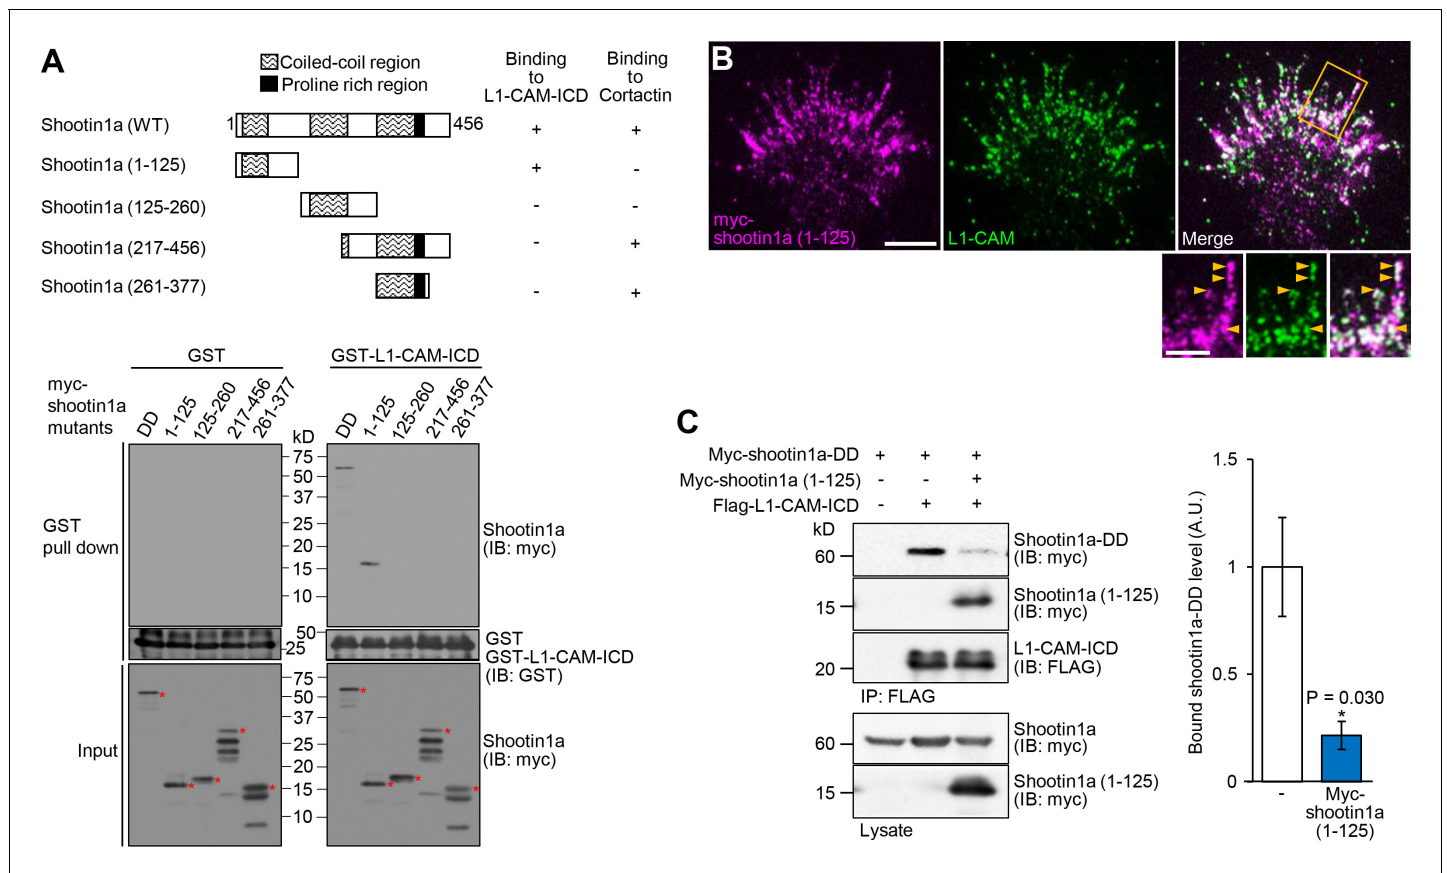 A
Coiled-coil region
Proline rich region
Binding
to
L1-CAM-ICD
Binding
to
Cortactin
Shootin1a (WT) 1 456 + +
Shootin1a (1-125) + -
Shootin1a (125-260) - -
Shootin1a (217-456) - +
Shootin1a (261-377) - +
GST
GST-L1-CAM-ICD
myc-
shootin1a
mutants
DD 1-125 125-260 217-456 261-377
kD
DD 1-125 125-260 217-456 261-377
GST
pull down
75
50
37
25
20
15
10
Shootin1a
(IB: myc)
50
25
GST
GST-L1-CAM-ICD
(IB: GST)
Input
75
50
37
25
20
15
10
* * * * *
* * * * *
Shootin1a
(IB: myc)
B
myc-
shootin1a (1-125)
L1-CAM
Merge
C
Myc-shootin1a-DD + + +
Myc-shootin1a (1-125) - - +
Flag-L1-CAM-ICD - + +
kD
60
Shootin1a-DD
(IB: myc)
15
Shootin1a (1-125)
(IB: myc)
20
L1-CAM-ICD
(IB: FLAG)
IP: FLAG
60
Shootin1a
(IB: myc)
15
Shootin1a (1-125)
(IB: myc)
Lysate
Bound shootin1a-DD level (A.U.)
1.5
1
0.5
0
P = 0.030
*
-
Myc-
shootin1a
(1-125)